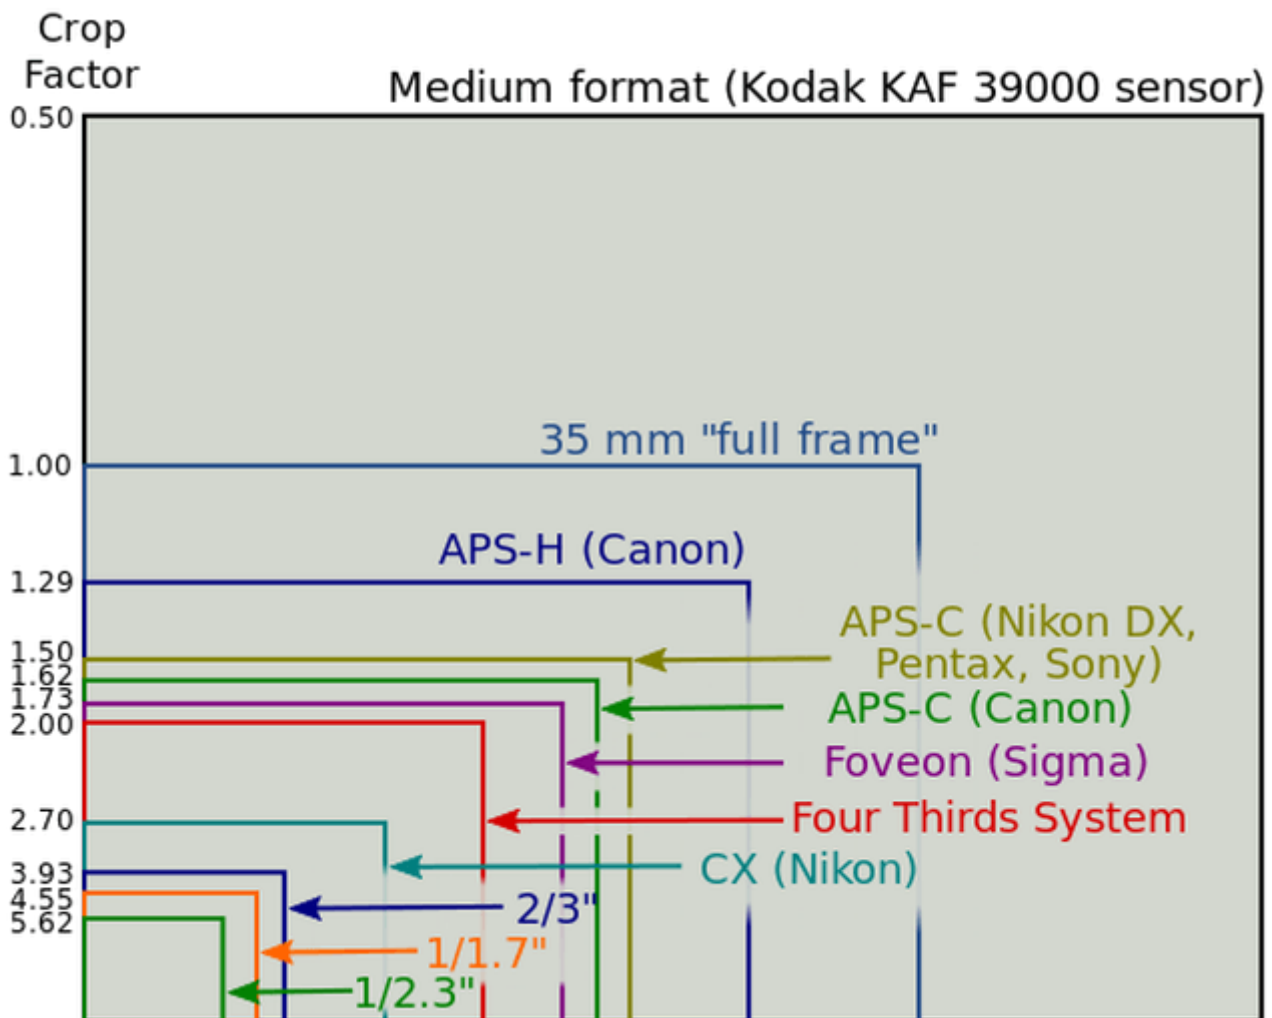 Crop
Factor
Medium format (Kodak KAF 39000 sensor)
0.50
35 mm "full frame"
1.00
APS-H (Canon)
1.29
APS-C (Nikon DX,
Pentax, Sony)
1.50
1.62
APS-C (Canon)
1.73
2.00
Foveon (Sigma)
Four Thirds System
2.70
CX (Nikon)
3.93
2/3"
4.55
5.62
1/1.7"
1/2.3"